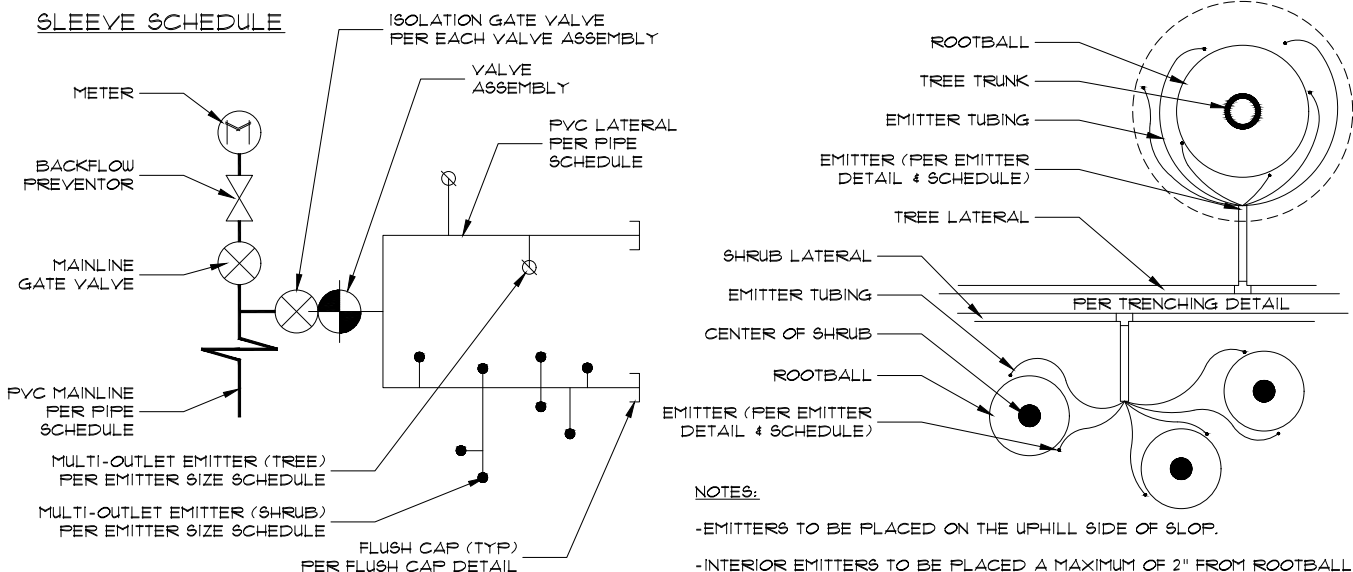 SLEEVE SCHEDULE
ISOLATION GATE VALVE
PER EACH VALVE ASSEMBLY
VALVE
ASSEMBLY
METER
PVC LATERAL
PER PIPE
SCHEDULE
BACKFLOW
PREVENTOR
MAINLINE
GATE VALVE
PVC MAINLINE
PER PIPE
SCHEDULE
MULTI-OUTLET EMITTER (TREE)
PER EMITTER SIZE SCHEDULE
MULTI-OUTLET EMITTER (SHRUB)
PER EMITTER SIZE SCHEDULE
FLUSH CAP (TYP)
PER FLUSH CAP DETAIL
ROOTBALL
TREE TRUNK
EMITTER TUBING
EMITTER (PER EMITTER
DETAIL & SCHEDULE)
TREE LATERAL
SHRUB LATERAL
EMITTER TUBING
PER TRENCHING DETAIL
CENTER OF SHRUB
ROOTBALL
EMITTER (PER EMITTER
DETAIL & SCHEDULE)
NOTES:
-EMITTERS TO BE PLACED ON THE UPHILL SIDE OF SLOP.
-INTERIOR EMITTERS TO BE PLACED A MAXIMUM OF 2" FROM ROOTBALL